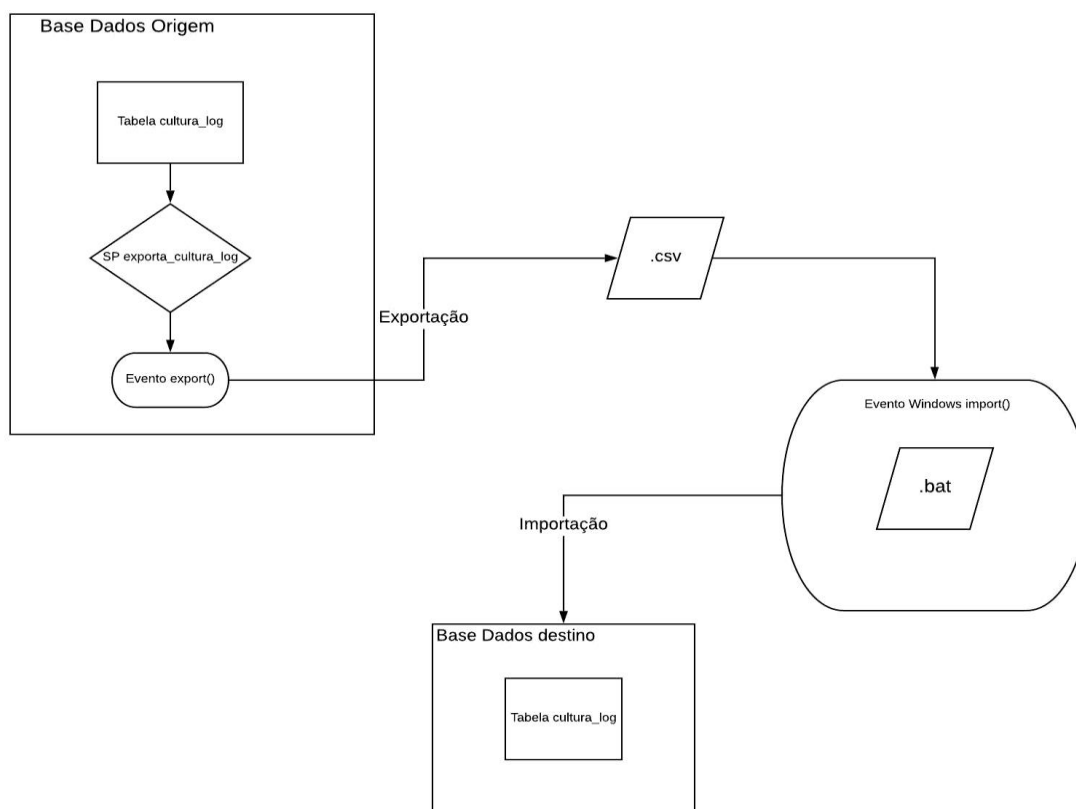 Base Dados Origem
Tabela cultura_log
SP exporta_cultura_log
Evento export()
Exportação
.csv
Evento Windows import()
.bat
Importação
Base Dados destino
Tabela cultura_log